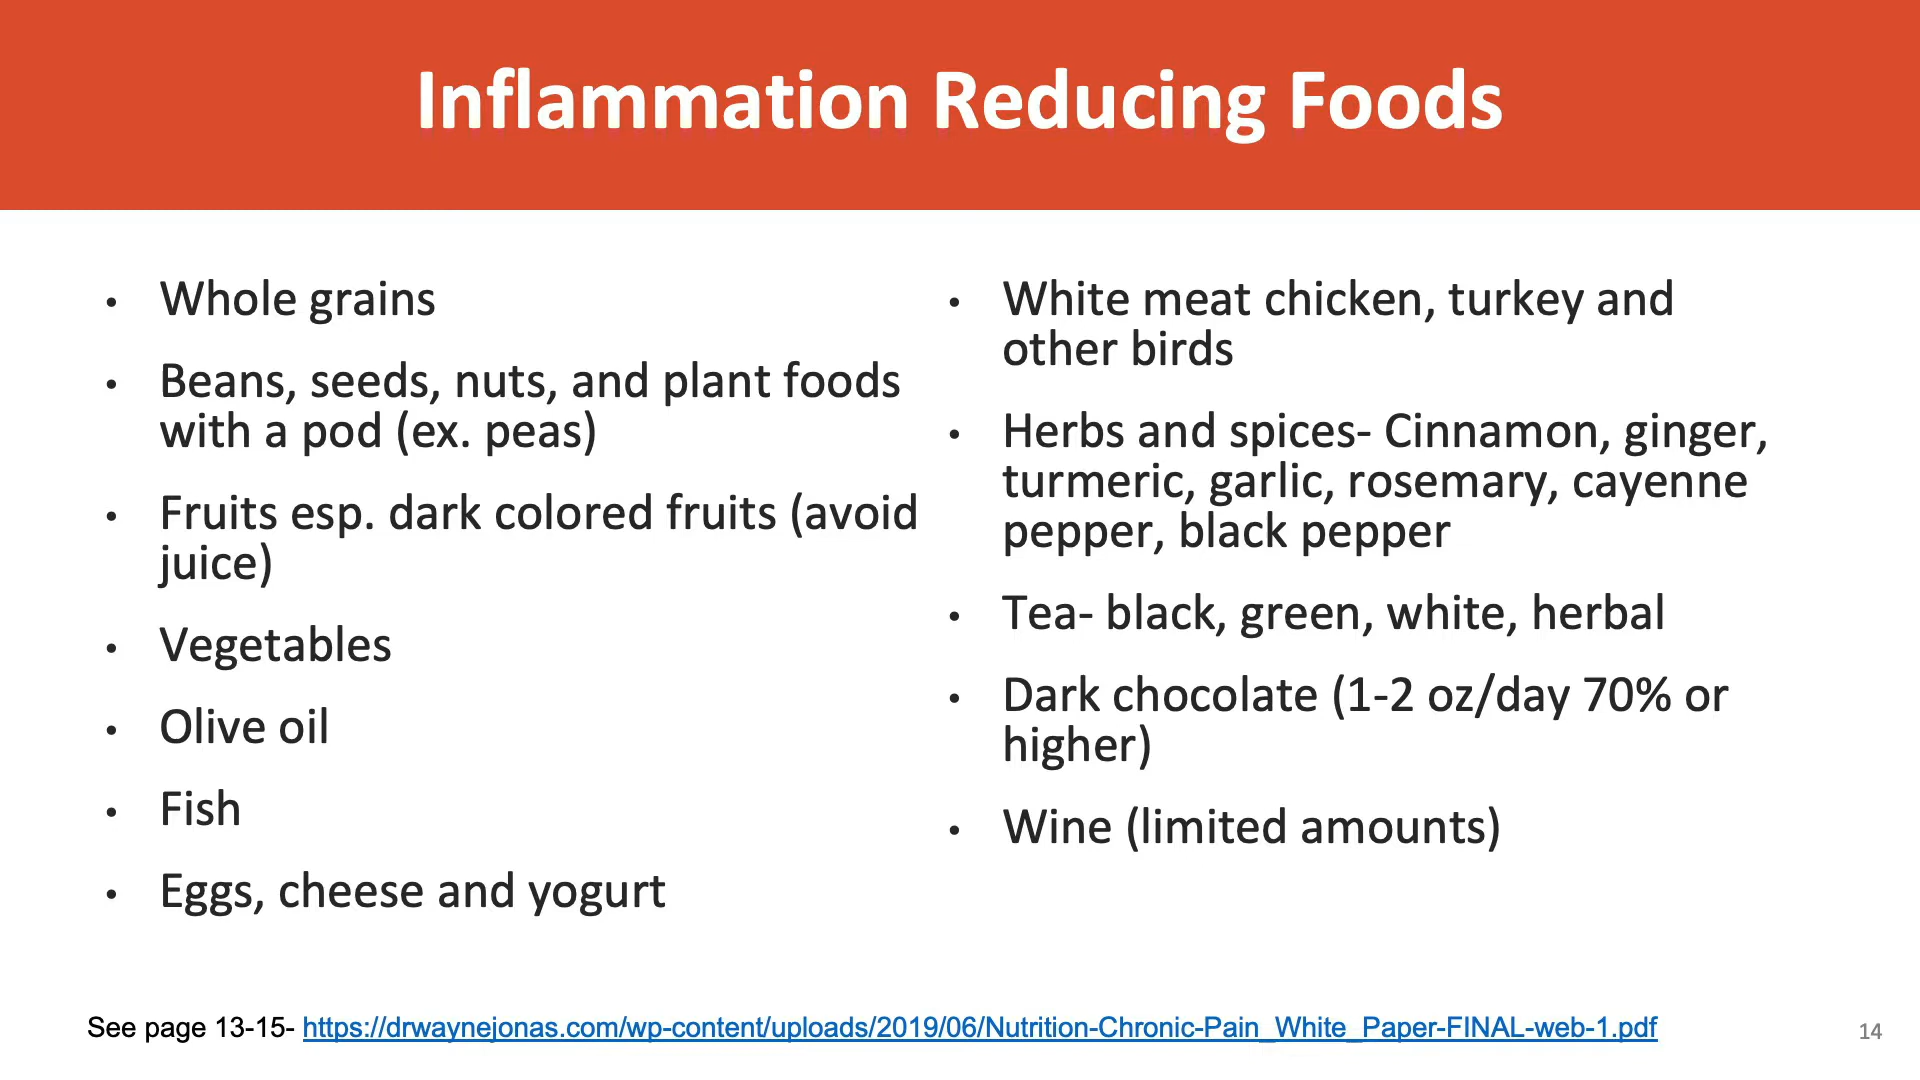 Inflammation Reducing Foods
• Whole grains
• Beans, seeds, nuts, and plant foods
with a pod (ex. peas)
• Fruits esp. dark colored fruits (avoid
juice)
• Vegetables
• Olive oil
• Fish
• Eggs, cheese and yogurt
• White meat chicken, turkey and
other birds
• Herbs and spices- Cinnamon, ginger,
turmeric, garlic, rosemary, cayenne
pepper, black pepper
• Tea- black, green, white, herbal
• Dark chocolate (1-2 oz/day 70% or
higher)
• Wine (limited amounts)
See page 13-15- https://drwaynejonas.com/wp-content/uploads/2019/06/Nutrition-Chronic-Pain_White_Paper-FINAL-web-1.pdf
14